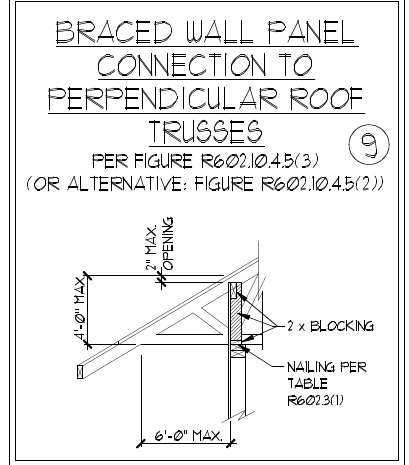 BRACED WALL PANEL
CONNECTION TO
PERPENDICULAR ROOF
TRUSSES
9
PER FIGURE R602.10.4.5(3)
(OR ALTERNATIVE: FIGURE R602.10.4.5(2))
2" MAX.
OPENING
4'-0" MAX.
2 x BLOCKING
NAILING PER
TABLE
R602.3(1)
6'-0" MAX.